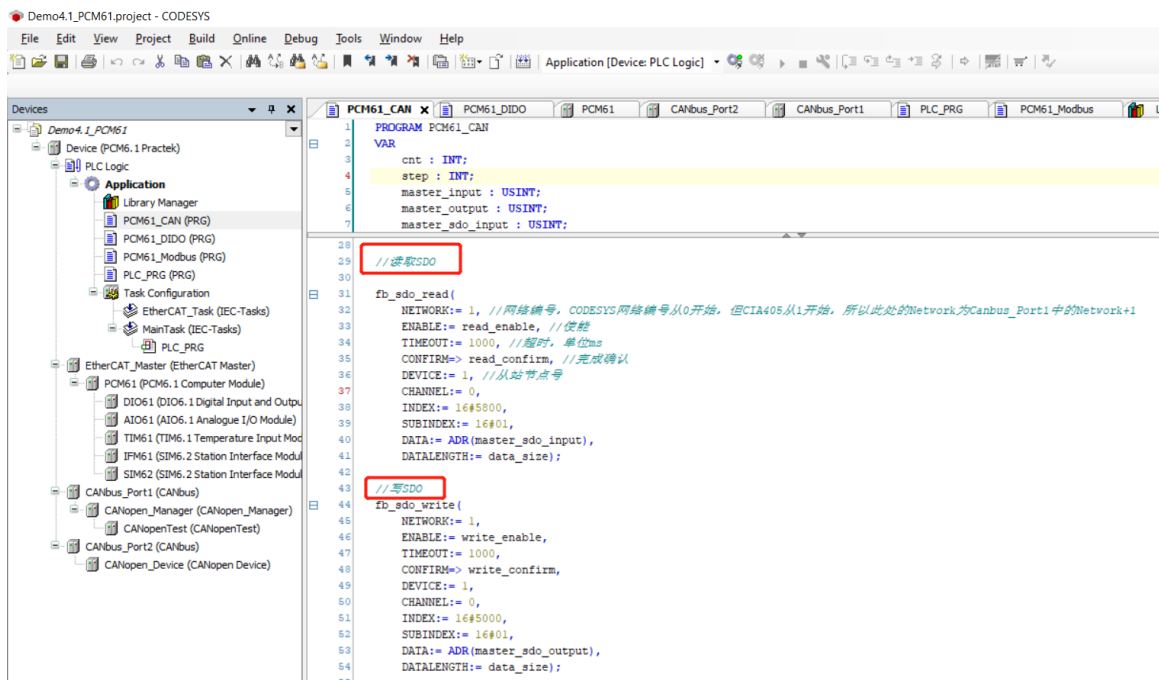 Demo4.1_PCM61.project - CODESYS
File Edit View Project Build Online Debug Tools Window Help
Application [Device: PLC Logic]
Devices
Demo4.1_PCM61
Device (PCM6.1 Practek)
PLC Logic
Application
Library Manager
PCM61_CAN (PRG)
PCM61_DIDO (PRG)
PCM61_Modbus (PRG)
PLC_PRG (PRG)
Task Configuration
EtherCAT_Task (IEC-Tasks)
MainTask (IEC-Tasks)
PLC_PRG
EtherCAT_Master (EtherCAT Master)
PCM61 (PCM6.1 Computer Module)
DIO61 (DIO6.1 Digital Input and Outpu
AIO61 (AIO6.1 Analogue I/O Module)
TIM61 (TIM6.1 Temperature Input Mod
IFM61 (SIM6.2 Station Interface Modul
SIM62 (SIM6.2 Station Interface Modul
CANbus_Port1 (CANbus)
CANopen_Manager (CANopen_Manager)
CANopenTest (CANopenTest)
CANbus_Port2 (CANbus)
CANopen_Device (CANopen Device)
PCM61_CAN PCM61_DIDO PCM61 CANbus_Port2 CANbus_Port1 PLC_PRG PCM61_Modbus L
1 PROGRAM PCM61_CAN
2 VAR
3 cnt : INT;
4 step : INT;
5 master_input : USINT;
6 master_output : USINT;
7 master_sdo_input : USINT;
28
29 //读取SDO
30
31 fb_sdo_read(
32 NETWORK:= 1, //网络编号，CODESYS网络编号从0开始，但CIA405从1开始，所以此处的Network为Canbus_Port1中的Network+1
33 ENABLE:= read_enable, //使能
34 TIMEOUT:= 1000, //超时，单位ms
35 CONFIRM=> read_confirm, //完成确认
36 DEVICE:= 1, //从站节点号
37 CHANNEL:= 0,
38 INDEX:= 16#5800,
39 SUBINDEX:= 16#01,
40 DATA:= ADR(master_sdo_input),
41 DATALENGTH:= data_size);
42
43 //写SDO
44 fb_sdo_write(
45 NETWORK:= 1,
46 ENABLE:= write_enable,
47 TIMEOUT:= 1000,
48 CONFIRM=> write_confirm,
49 DEVICE:= 1,
50 CHANNEL:= 0,
51 INDEX:= 16#5000,
52 SUBINDEX:= 16#01,
53 DATA:= ADR(master_sdo_output),
54 DATALENGTH:= data_size);